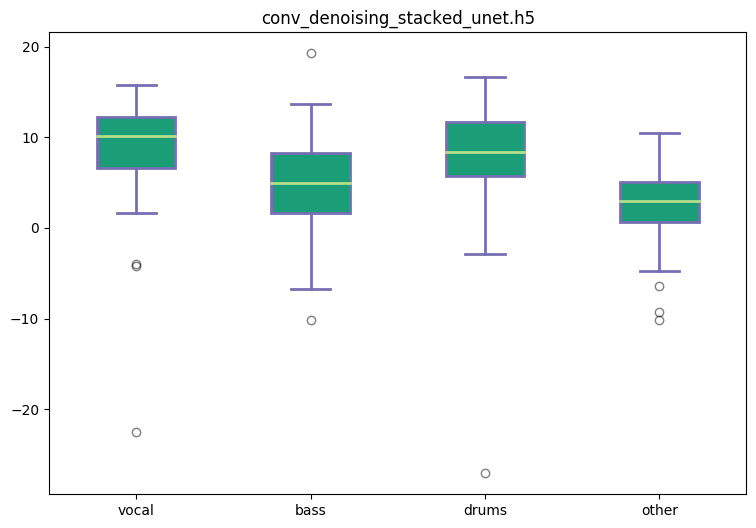 conv_denoising_stacked_unet.h5
20
10
0
−10
−20
vocal bass drums other